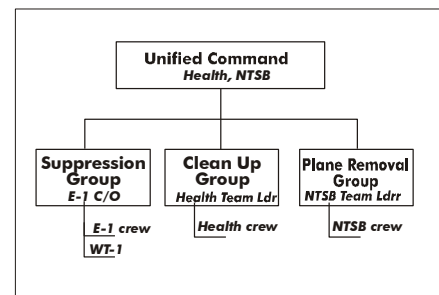 Unified Command
Health, NTSB
Suppression
Group
E-1 C/O
E-1 crew
WT-1
Clean Up
Group
Health Team Ldr
Health crew
Plane Removal
Group
NTSB Team Ldrr
NTSB crew